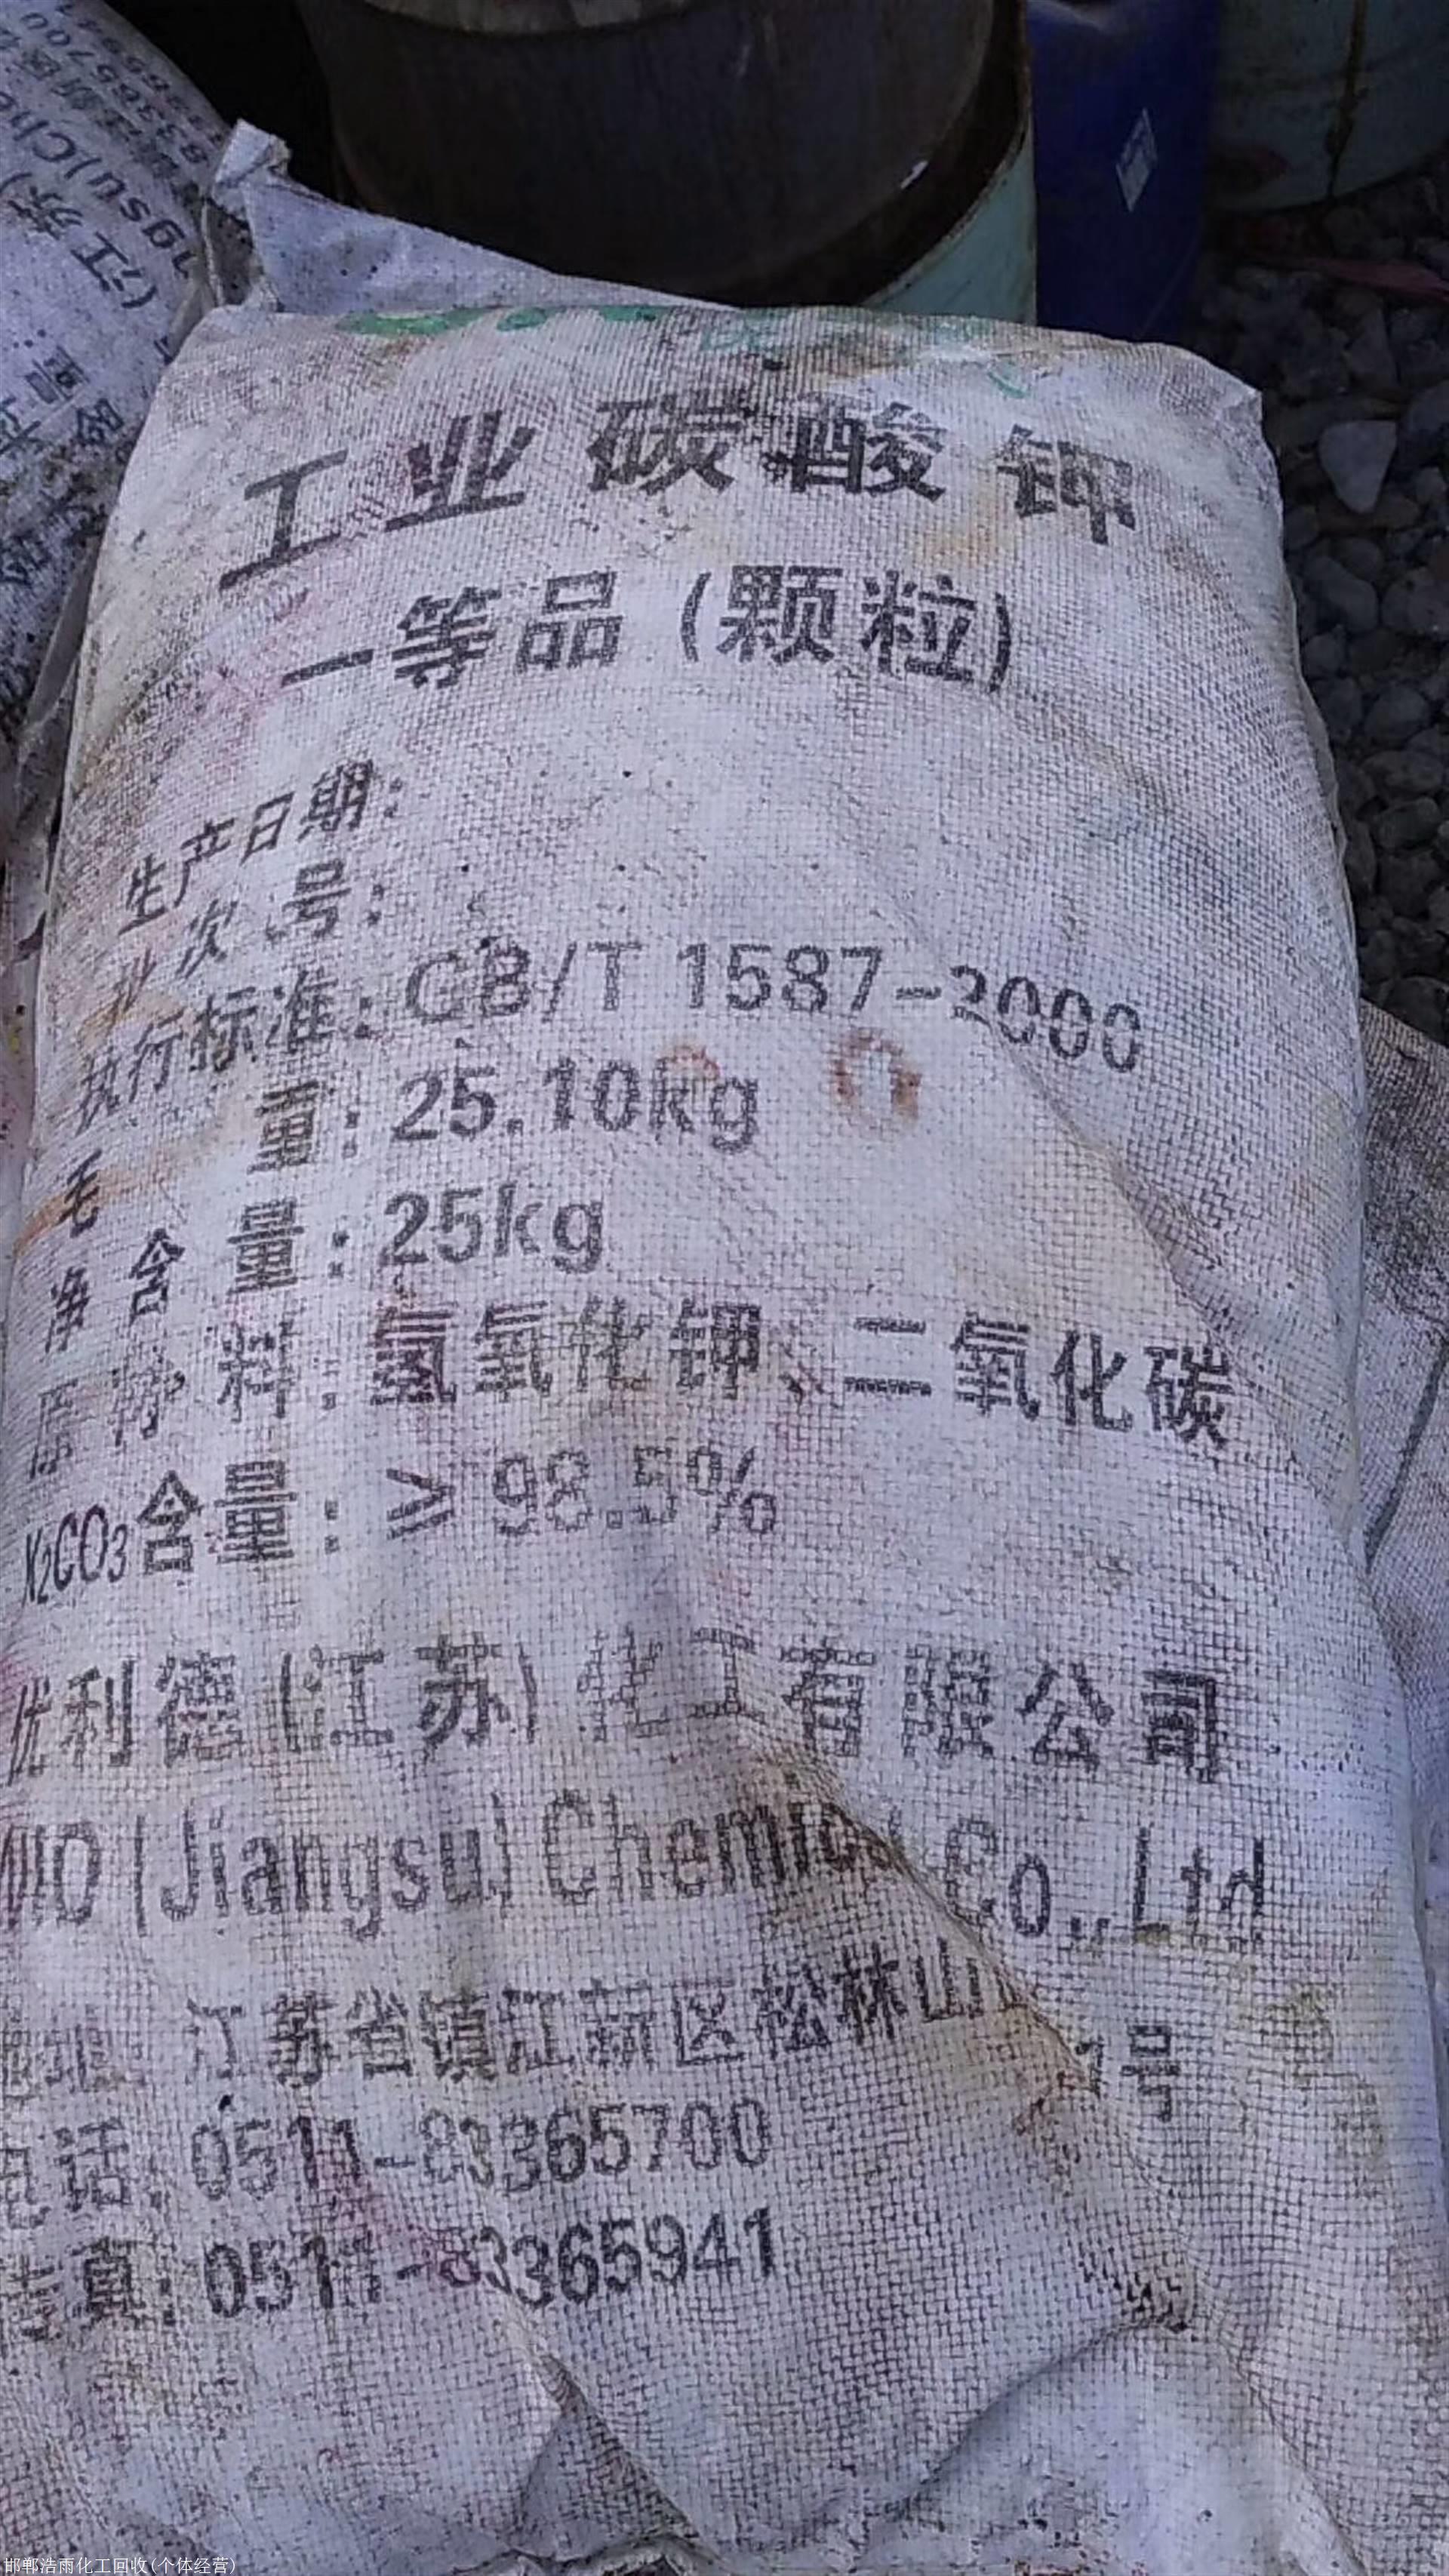 工业碳酸钾
一等品(颗粒)
生产日期:
批次号:
执行标准:GB/T 1587-2000
毛重:25.10kg
净含量:25kg
原材料:氢氧化钾、二氧化碳
K2CO3含量:≥98.5%
优利德(江苏)化工有限公司
(Jiangsu) Chemical Co.,Ltd
地址:江苏省镇江新区松林山 号
电话:0511-83365700
传真:0511-83365941
邯郸浩雨化工回收(个体经营)